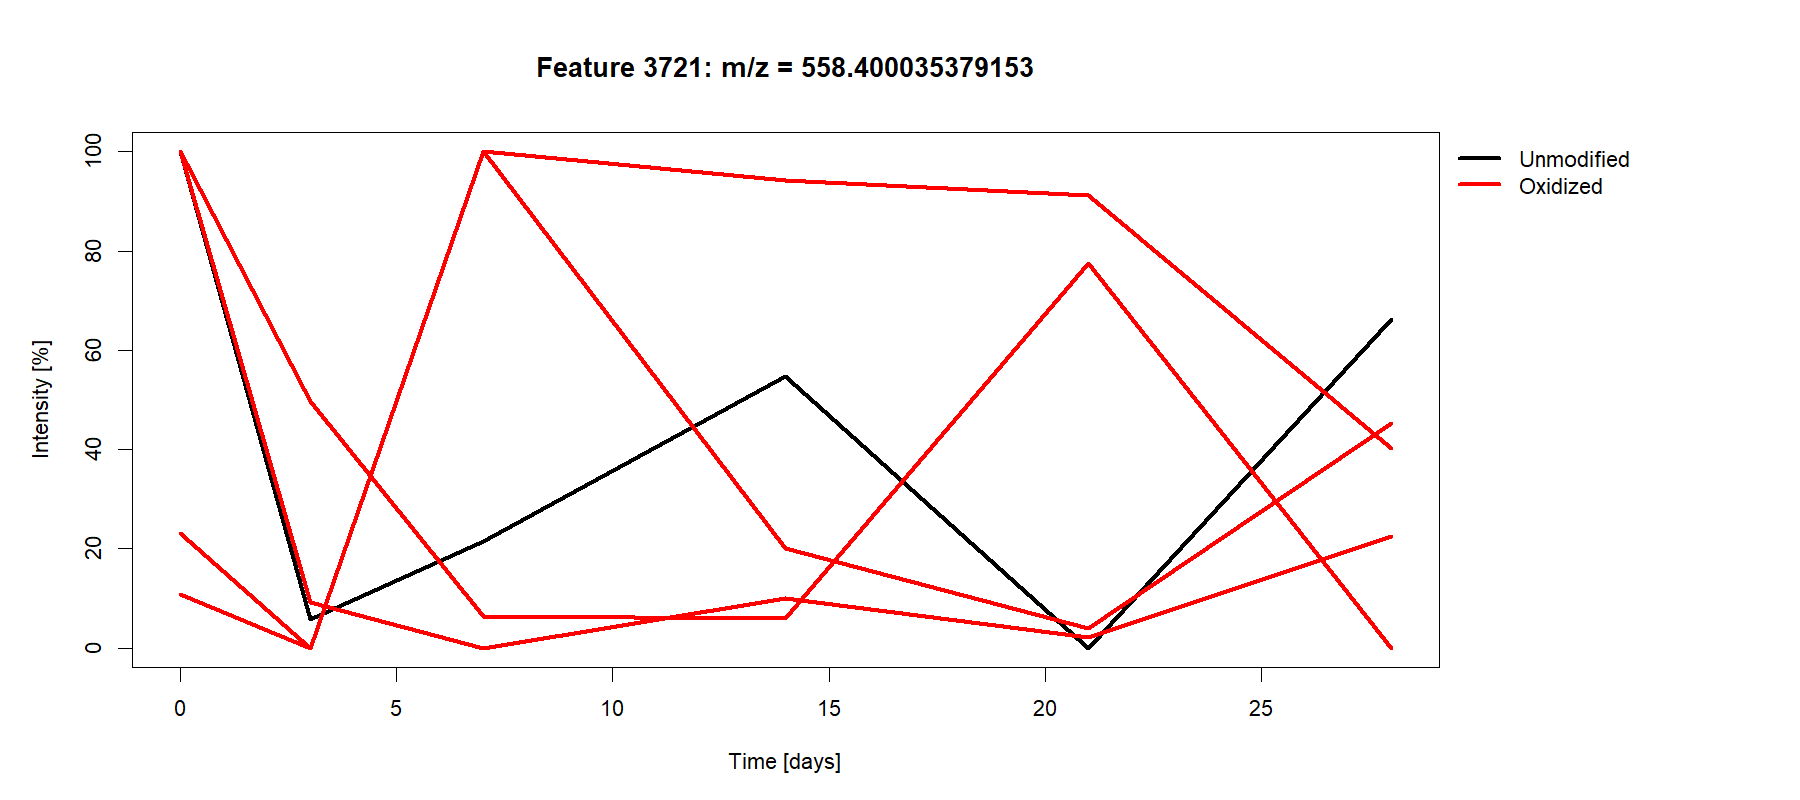 Feature 3721: m/z = 558.400035379153
Unmodified
Oxidized
Intensity [%]
100
80
60
40
20
0
0 5 10 15 20 25
Time [days]